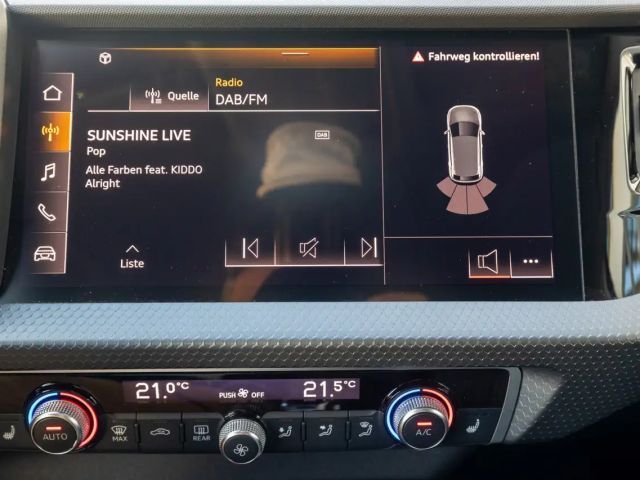 Fahrweg kontrollieren!
Radio
Quelle
DAB/FM
SUNSHINE LIVE
DAB
Pop
Alle Farben feat. KIDDO
Alright
Liste
21.0°C
PUSH OFF
21.5°C
AUTO
MAX
REAR
A/C